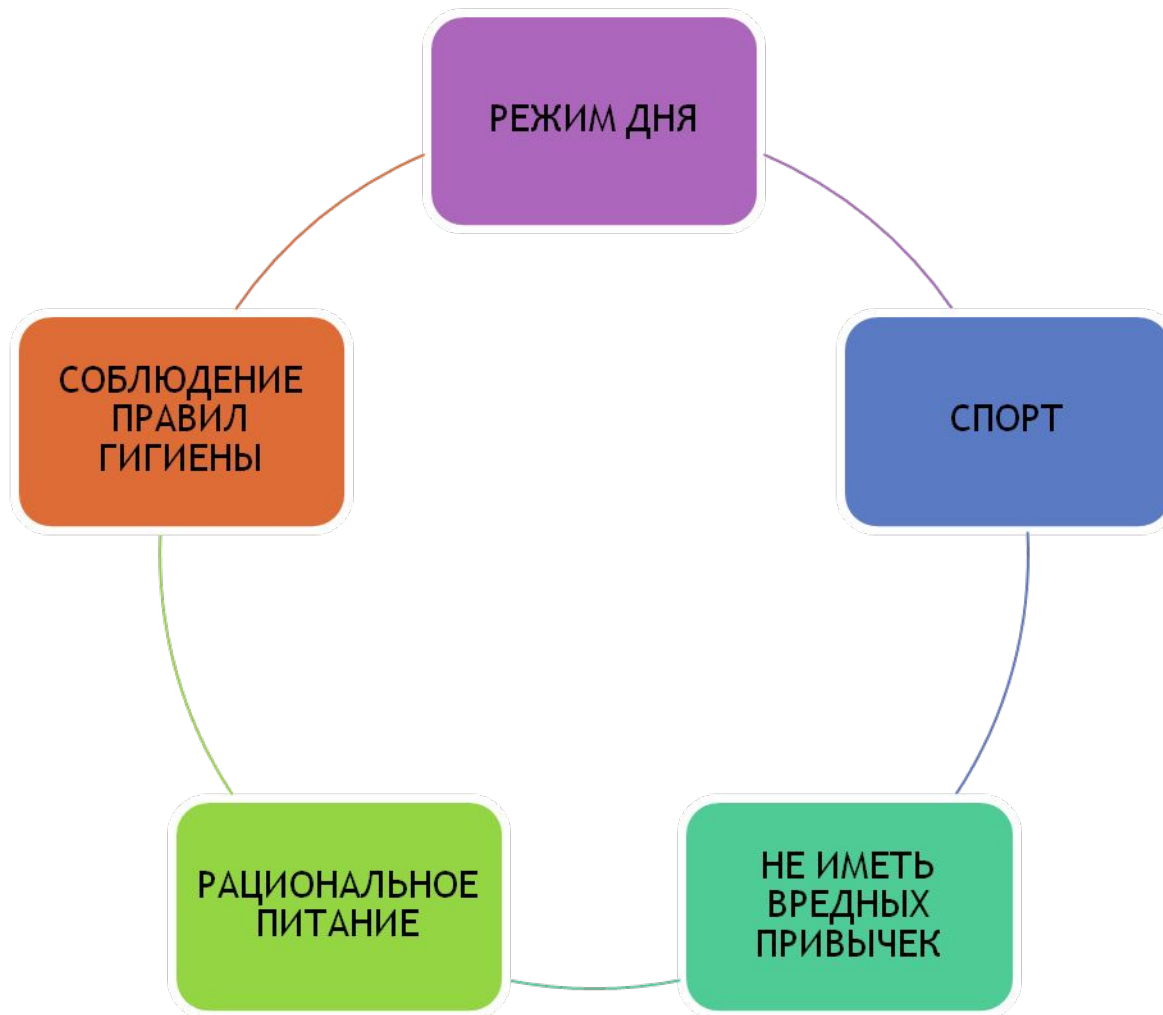 РЕЖИМ ДНЯ
СПОРТ
НЕ ИМЕТЬ
ВРЕДНЫХ
ПРИВЫЧЕК
РАЦИОНАЛЬНОЕ
ПИТАНИЕ
СОБЛЮДЕНИЕ
ПРАВИЛ
ГИГИЕНЫ